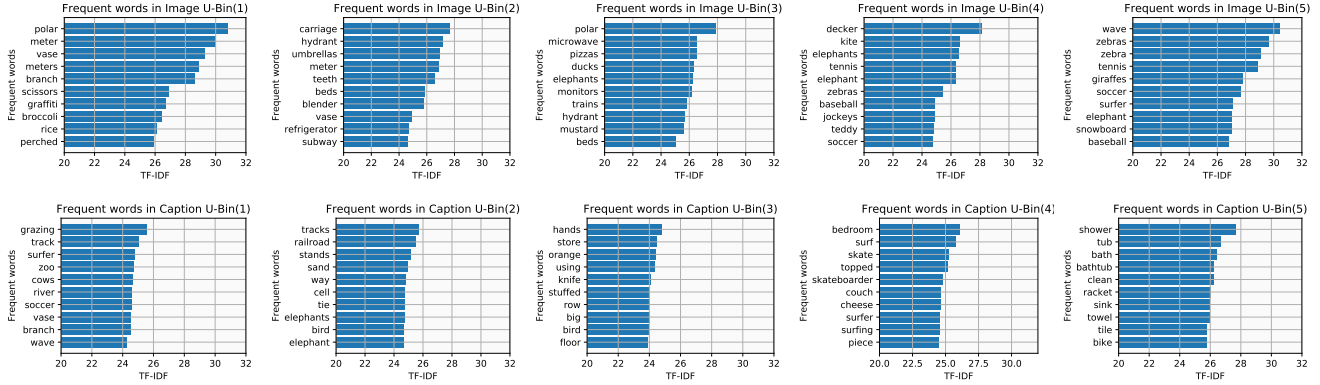 Frequent words in Image U-Bin(1)
Frequent words
polar
meter
vase
meters
branch
scissors
graffiti
broccoli
rice
perched
20 22 24 26 28 30 32
TF-IDF
Frequent words in Image U-Bin(2)
Frequent words
carriage
hydrant
umbrellas
meter
teeth
beds
blender
vase
refrigerator
subway
20 22 24 26 28 30 32
TF-IDF
Frequent words in Image U-Bin(3)
Frequent words
polar
microwave
pizzas
ducks
elephants
monitors
trains
hydrant
mustard
beds
20 22 24 26 28 30 32
TF-IDF
Frequent words in Image U-Bin(4)
Frequent words
decker
kite
elephants
tennis
elephant
zebras
baseball
jockeys
teddy
soccer
20 22 24 26 28 30 32
TF-IDF
Frequent words in Image U-Bin(5)
Frequent words
wave
zebras
zebra
tennis
giraffes
soccer
surfer
elephant
snowboard
baseball
20 22 24 26 28 30 32
TF-IDF
Frequent words in Caption U-Bin(1)
Frequent words
grazing
track
surfer
zoo
cows
river
soccer
vase
branch
wave
20 22 24 26 28 30 32
TF-IDF
Frequent words in Caption U-Bin(2)
Frequent words
tracks
railroad
stands
sand
way
cell
tie
elephants
bird
elephant
20 22 24 26 28 30 32
TF-IDF
Frequent words in Caption U-Bin(3)
Frequent words
hands
store
orange
using
knife
stuffed
row
big
bird
floor
20 22 24 26 28 30 32
TF-IDF
Frequent words in Caption U-Bin(4)
Frequent words
bedroom
surf
skate
topped
skateboarder
couch
cheese
surfer
surfing
piece
20.0 22.5 25.0 27.5 30.0
TF-IDF
Frequent words in Caption U-Bin(5)
Frequent words
shower
tub
bath
bathtub
clean
racket
sink
towel
tile
bike
20 22 24 26 28 30 32
TF-IDF